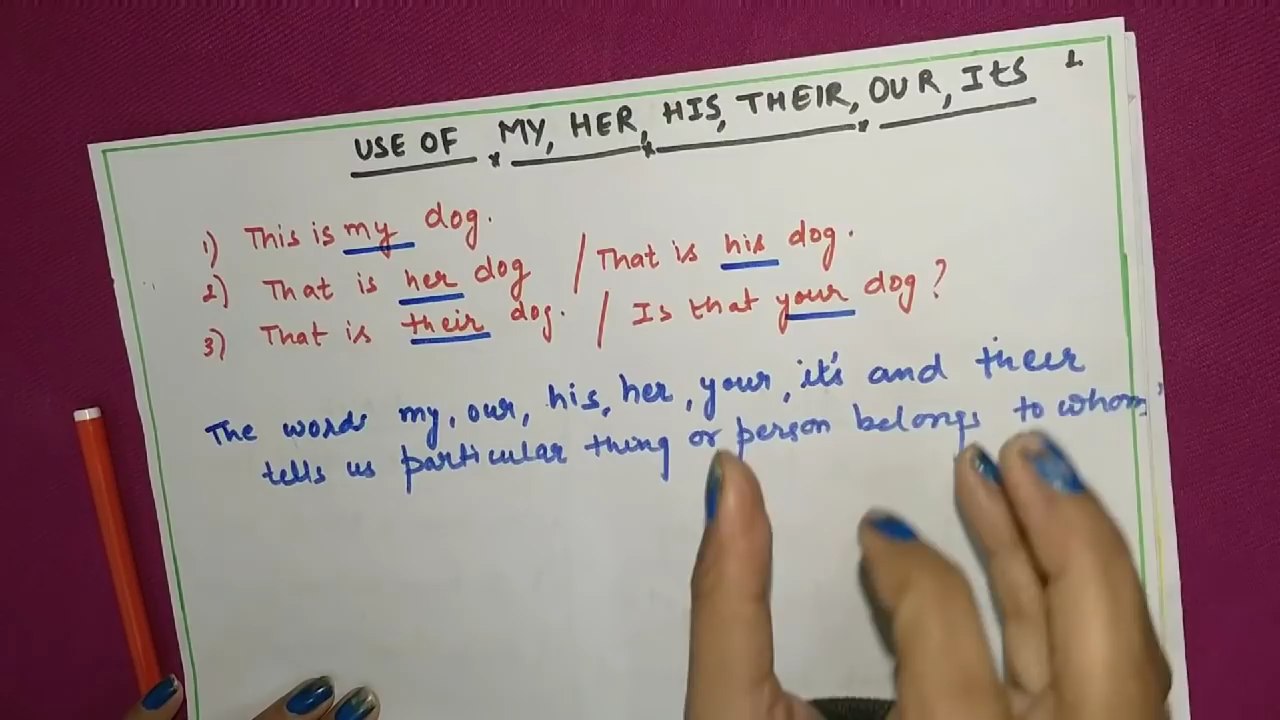 USE OF MY, HER, HIS, THEIR, OUR, ItS 1
1) This is my dog.
2) That is her dog / That is his dog.
3) That is their dog. / Is that your dog?
The words my, our, his, her, your, it's and their
tells us particular thing or person belongs to whom